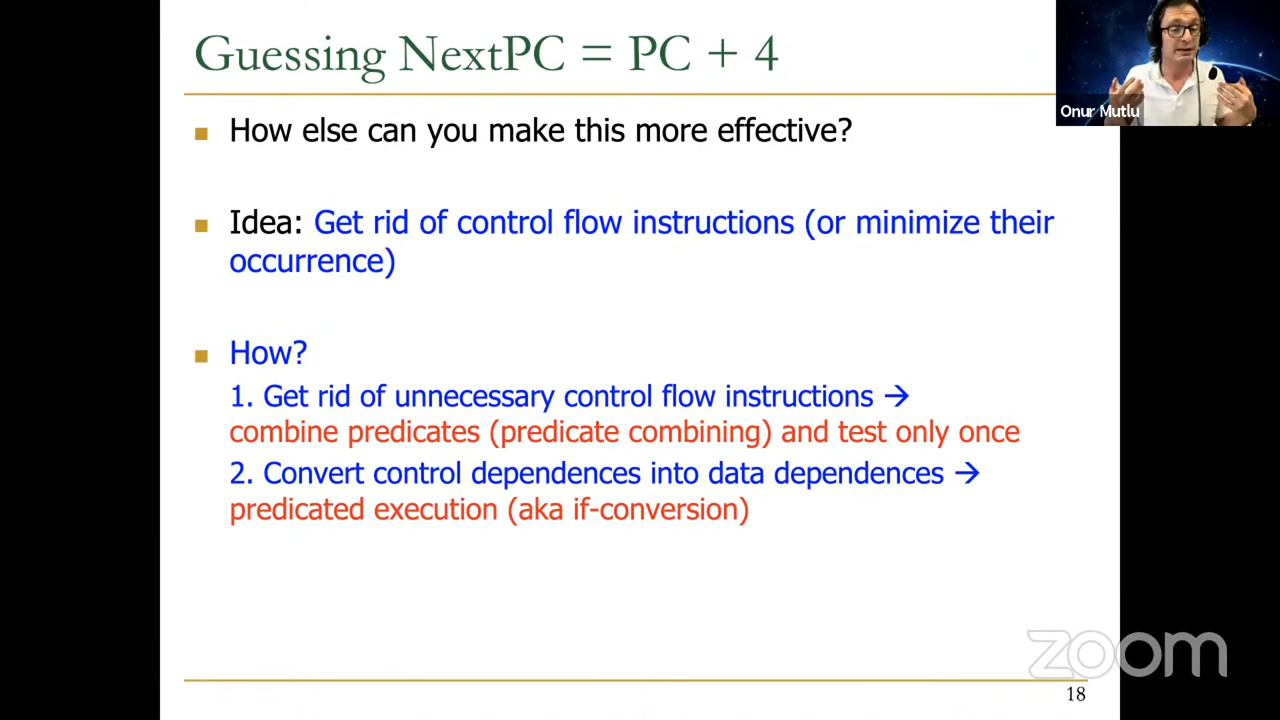 Guessing NextPC = PC + 4
Onur Mutlu
How else can you make this more effective?
Idea: Get rid of control flow instructions (or minimize their
occurrence)
How?
1. Get rid of unnecessary control flow instructions →
combine predicates (predicate combining) and test only once
2. Convert control dependences into data dependences →
predicated execution (aka if-conversion)
zoom
18